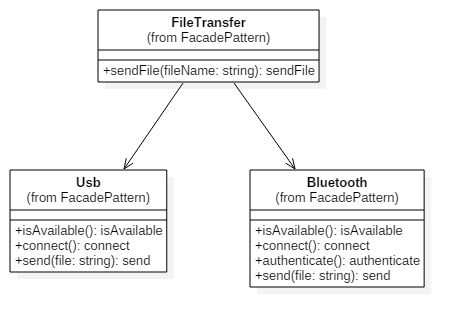 FileTransfer
(from FacadePattern)
+sendFile(fileName: string): sendFile
Usb
(from FacadePattern)
+isAvailable(): isAvailable
+connect(): connect
+send(file: string): send
Bluetooth
(from FacadePattern)
+isAvailable(): isAvailable
+connect(): connect
+authenticate(): authenticate
+send(file: string): send